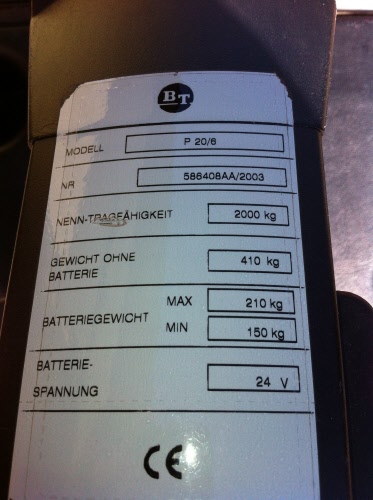 BT
MODELL P 20/6
NR 586408AA/2003
NENN-TRAGFÄHIGKEIT 2000 kg
GEWICHT OHNE
BATTERIE 410 kg
BATTERIEGEWICHT MAX 210 kg
MIN 150 kg
BATTERIE-
SPANNUNG 24 V
CE